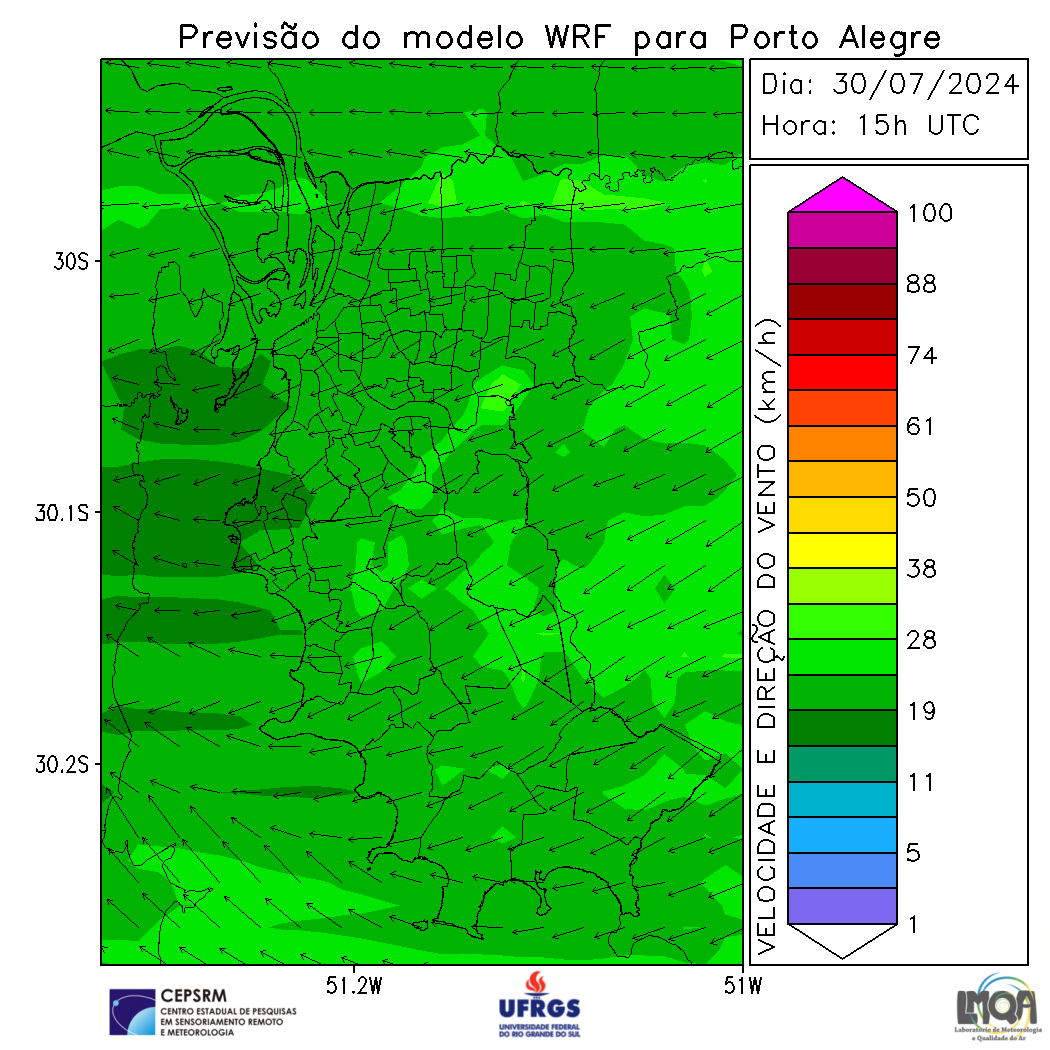 Previsão do modelo WRF para Porto Alegre
Dia: 30/07/2024
Hora: 15h UTC
30S
30.1S
30.2S
51.2W
51W
VELOCIDADE E DIREÇÃO DO VENTO (km/h)
100
88
74
61
50
38
28
19
11
5
1
CEPSRM
CENTRO ESTADUAL DE PESQUISAS
EM SENSORIAMENTO REMOTO
E METEOROLOGIA
UFRGS
UNIVERSIDADE FEDERAL
DO RIO GRANDE DO SUL
LMQA
Laboratório de Meteorologia
e Qualidade do Ar